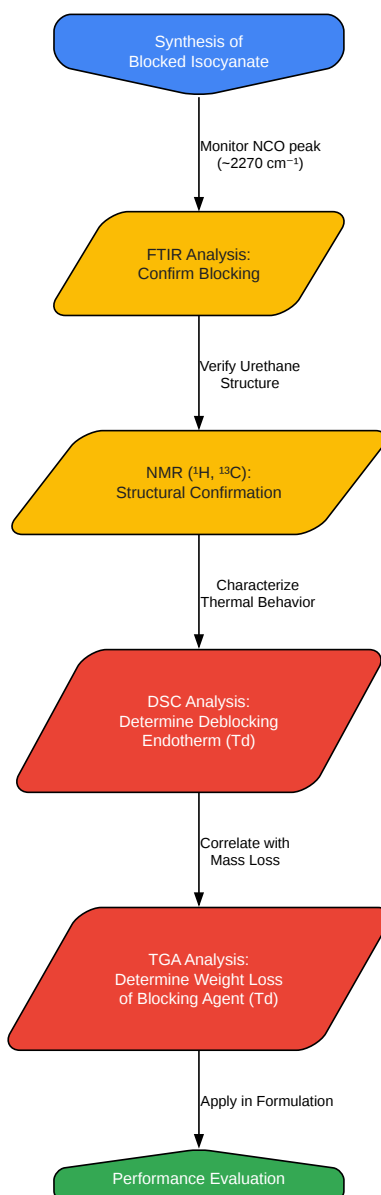 Synthesis of
Blocked Isocyanate
Monitor NCO peak
(~2270 cm⁻¹)
FTIR Analysis:
Confirm Blocking
Verify Urethane
Structure
NMR (¹H, ¹³C):
Structural Confirmation
Characterize
Thermal Behavior
DSC Analysis:
Determine Deblocking
Endotherm (Td)
Correlate with
Mass Loss
TGA Analysis:
Determine Weight Loss
of Blocking Agent (Td)
Apply in Formulation
Performance Evaluation